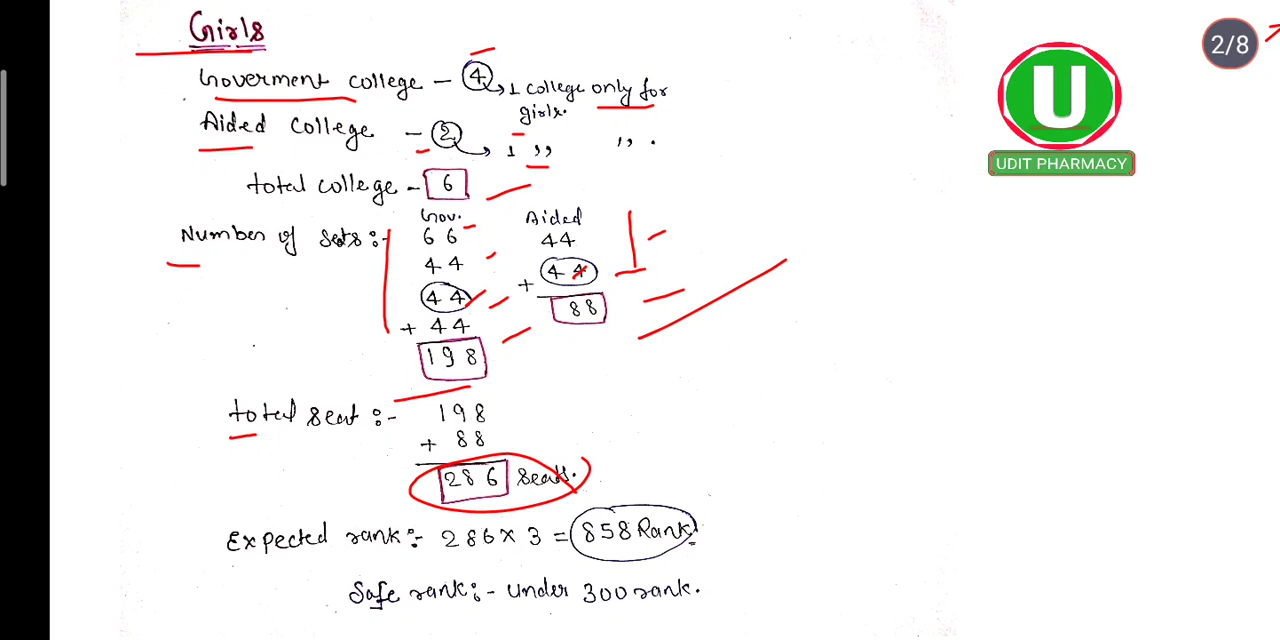 Girls
2/8
Goverment college - 4 → 1 college only for girls.
U
Aided college - 2 → 1 ,, ,, .
UDIT PHARMACY
total college - 6
Gov. Aided
Number of seats :- 66 44
44 + 44
44 88
+ 44
198
total seat :- 198
+ 88
286 seats.
Expected rank :- 286 x 3 = 858 Rank.
Safe rank :- under 300 rank.